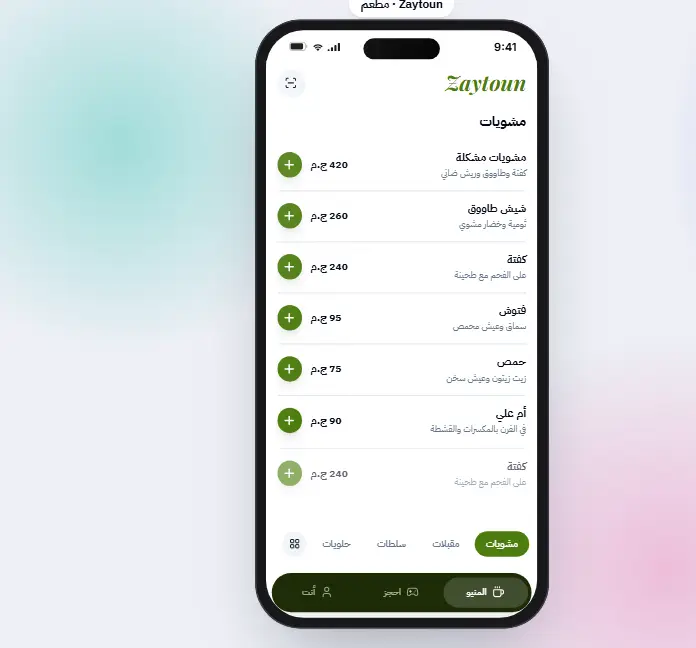 Zaytoun • مطعم
9:41
Zaytoun
مشويات
مشويات مشكلة
كفتة وطاووق وريش ضاني
420 ج.م
شيش طاووق
ثومية وخضار مشوي
260 ج.م
كفتة
على الفحم مع طحينة
240 ج.م
فتوش
سماق وعيش محمص
95 ج.م
حمص
زيت زيتون وعيش سخن
75 ج.م
أم علي
في الفرن بالمكسرات والقشطة
90 ج.م
كفتة
على الفحم مع طحينة
240 ج.م
مشويات
مقبلات
سلطات
حلويات
المنيو
احجز
أنت